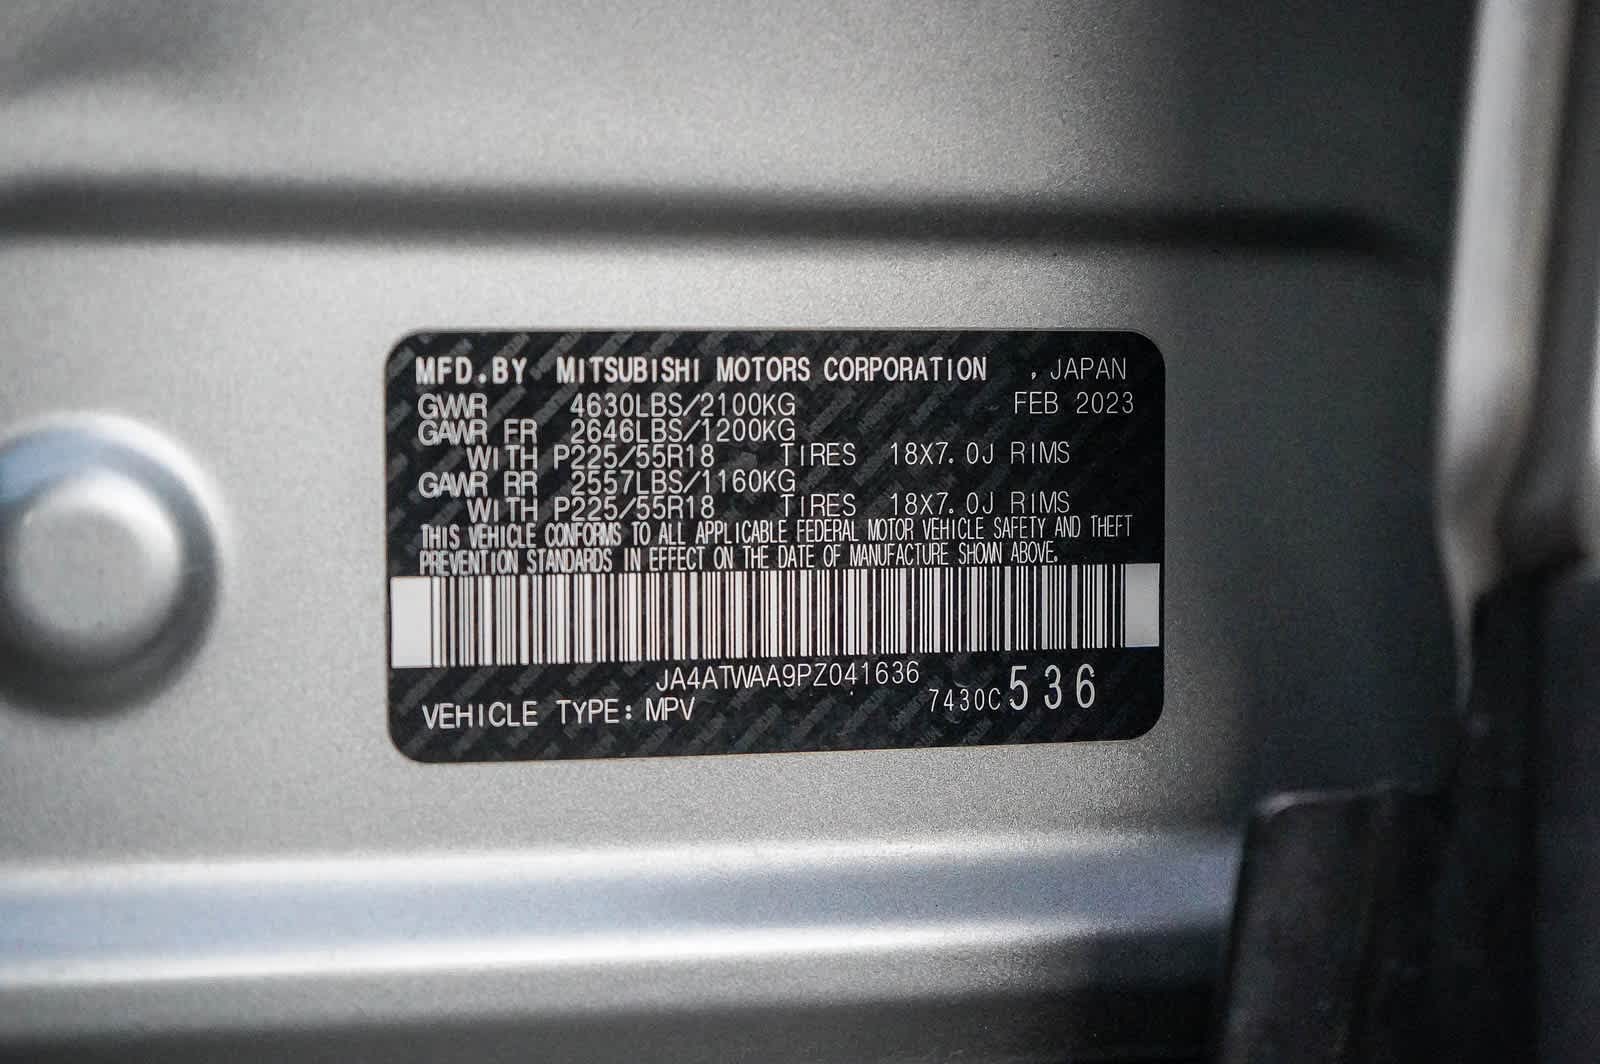 MFD.BY MITSUBISHI MOTORS CORPORATION , JAPAN
GVWR 4630LBS/2100KG FEB 2023
GAWR FR 2646LBS/1200KG
WITH P225/55R18 TIRES 18X7.0J RIMS
GAWR RR 2557LBS/1160KG
WITH P225/55R18 TIRES 18X7.0J RIMS
THIS VEHICLE CONFORMS TO ALL APPLICABLE FEDERAL MOTOR VEHICLE SAFETY AND THEFT
PREVENTION STANDARDS IN EFFECT ON THE DATE OF MANUFACTURE SHOWN ABOVE.
JA4ATWAA9PZ041636
VEHICLE TYPE: MPV 7430C 536